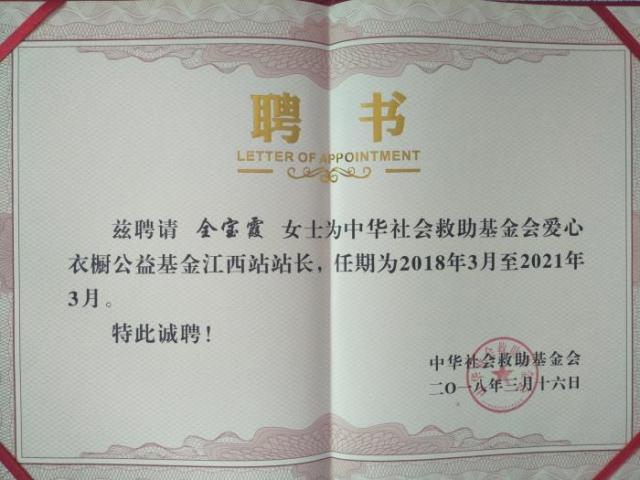 聘 书
LETTER OF APPOINTMENT
兹聘请 全宝霞 女士为中华社会救助基金会爱心
衣橱公益基金江西站站长，任期为2018年3月至2021年
3月。
特此诚聘！
中华社会救助基金会
二〇一八年三月十六日